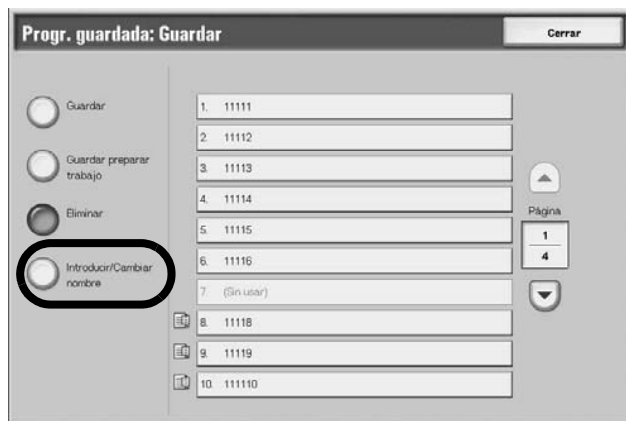 Progr. guardada: Guardar
Cerrar
Guardar
Guardar preparar
trabajo
Eliminar
Introducir/Cambiar
nombre
1. 11111
2. 11112
3. 11113
4. 11114
5. 11115
6. 11116
7. (Sin usar)
8. 11118
9. 11119
10. 111110
Página
1
4